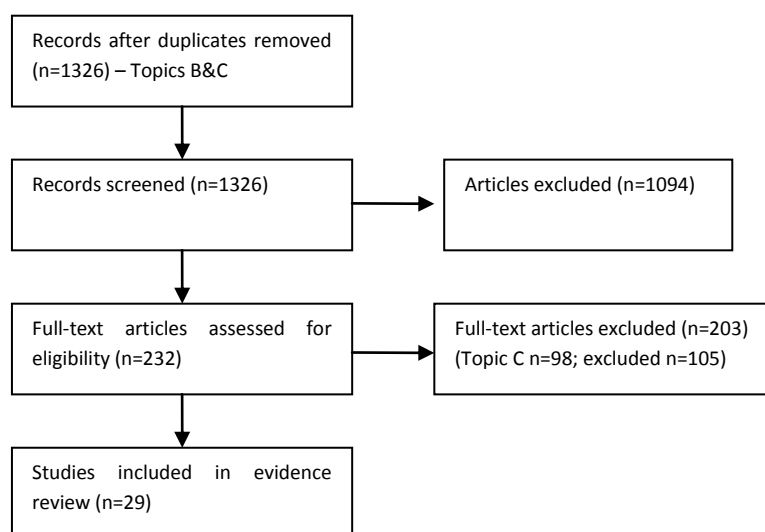 Records after duplicates removed
(n=1326) – Topics B&C
Records screened (n=1326)
Articles excluded (n=1094)
Full-text articles assessed for
eligibility (n=232)
Full-text articles excluded (n=203)
(Topic C n=98; excluded n=105)
Studies included in evidence
review (n=29)